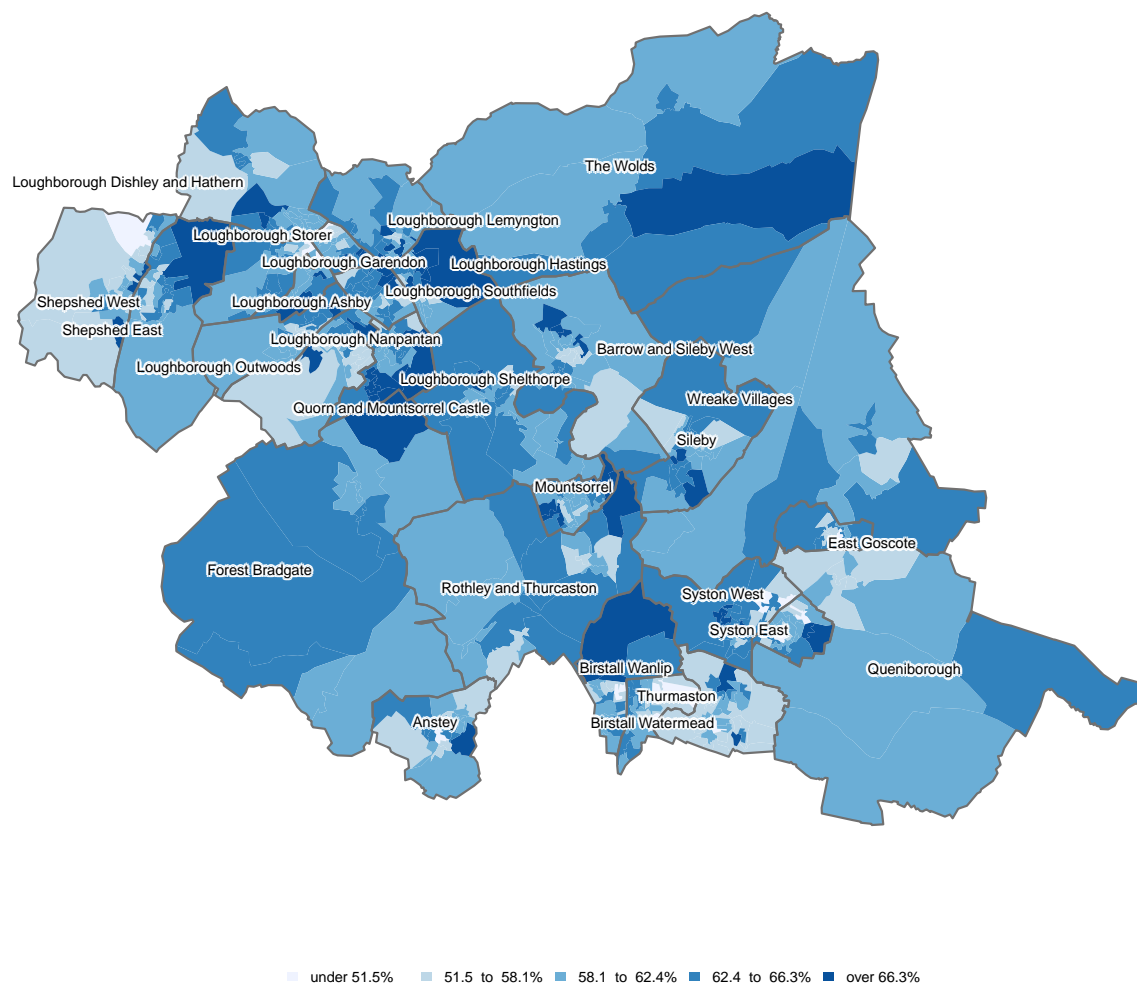 The Wolds
Loughborough Dishley and Hathern
Loughborough Lemyngton
Loughborough Storer
Loughborough Garendon
Loughborough Hastings
Loughborough Southfields
Shepshed West
Loughborough Ashby
Shepshed East
Loughborough Nanpantan
Barrow and Sileby West
Loughborough Outwoods
Loughborough Shelthorpe
Wreake Villages
Quorn and Mountsorrel Castle
Sileby
Mountsorrel
East Goscote
Forest Bradgate
Rothley and Thurcaston
Syston West
Syston East
Birstall Wanlip
Queniborough
Thurmaston
Anstey
Birstall Watermead
under 51.5% 51.5 to 58.1% 58.1 to 62.4% 62.4 to 66.3% over 66.3%